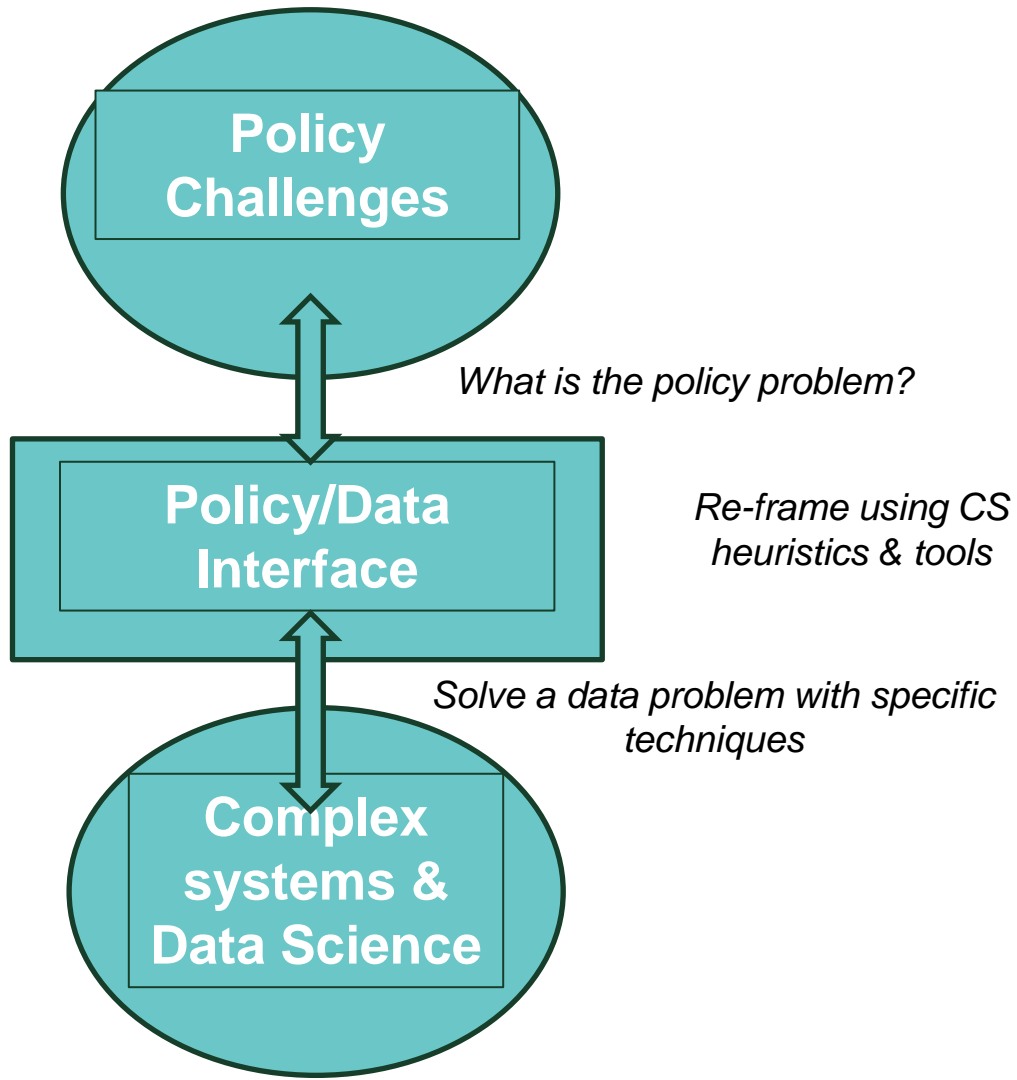 Policy
Challenges
What is the policy problem?
Policy/Data
Interface
Re-frame using CS
heuristics & tools
Solve a data problem with specific
techniques
Complex
systems &
Data Science